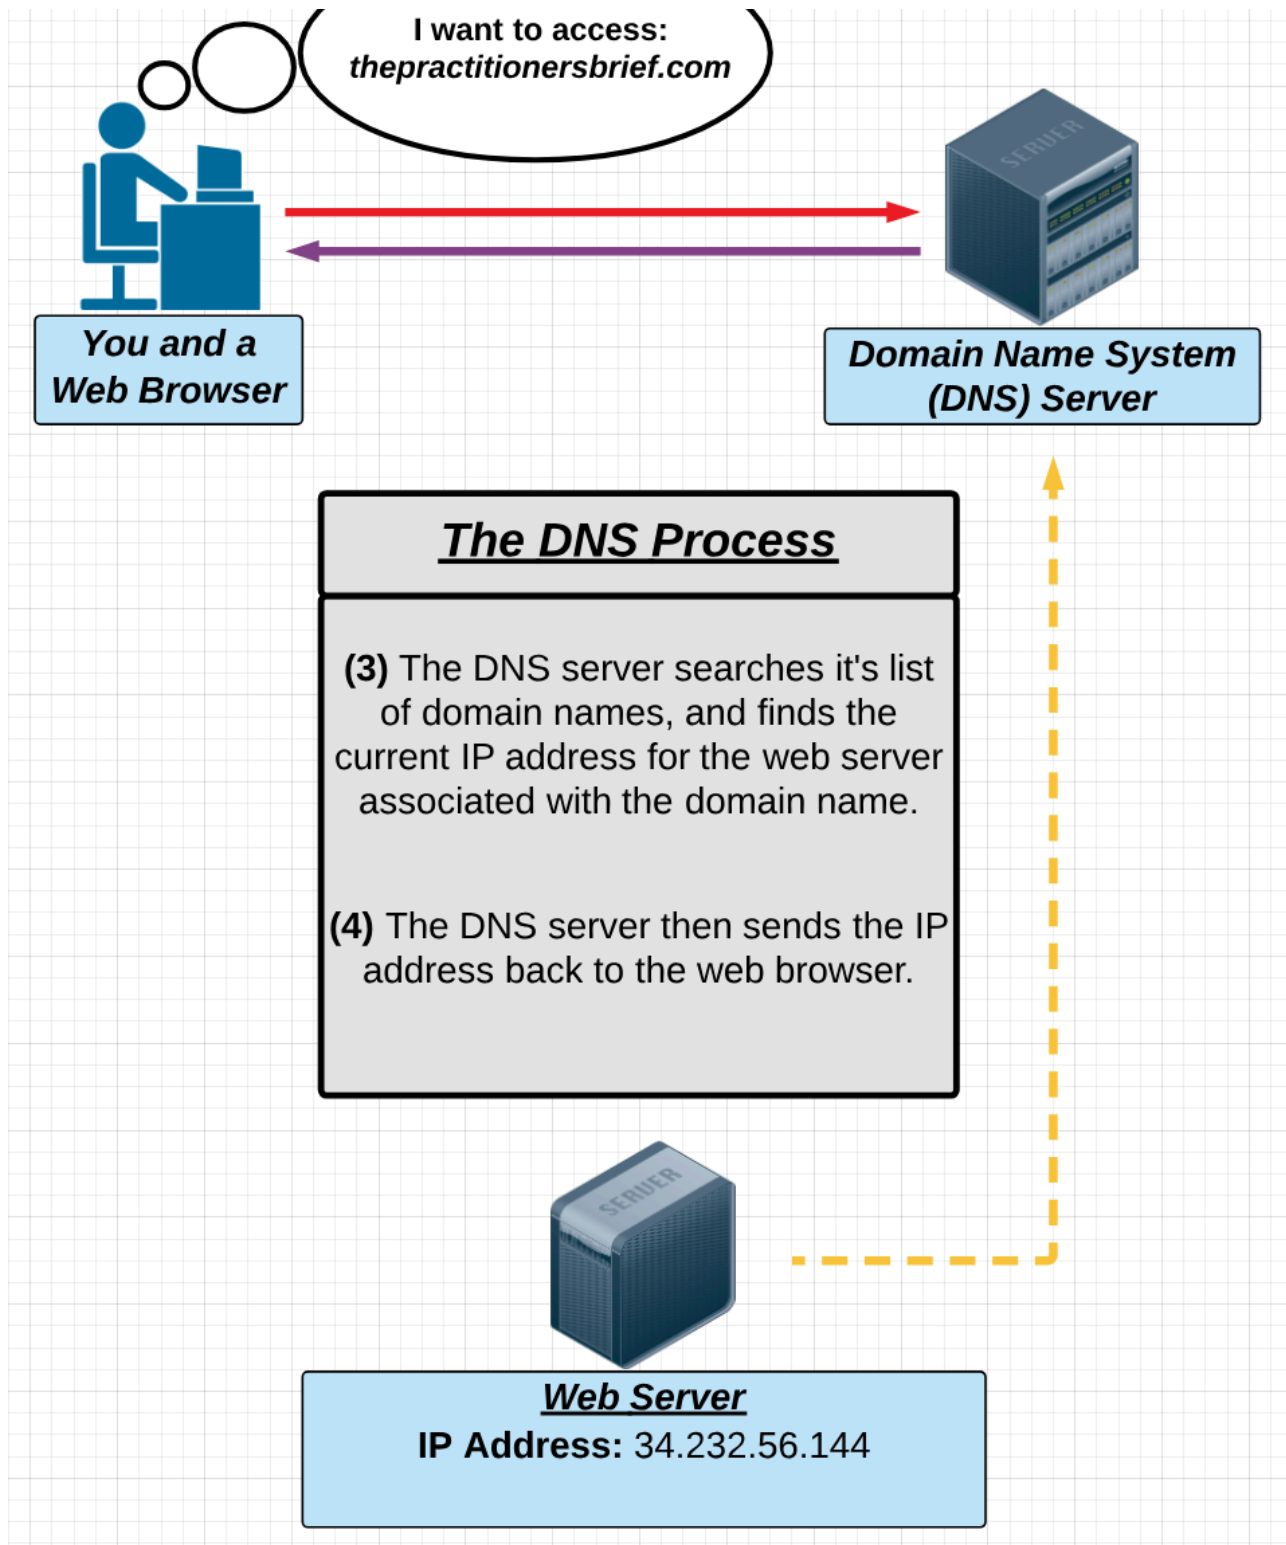 I want to access:
thepractitionersbrief.com
SERVER
You and a
Web Browser
Domain Name System
(DNS) Server
The DNS Process
(3) The DNS server searches it's list
of domain names, and finds the
current IP address for the web server
associated with the domain name.
(4) The DNS server then sends the IP
address back to the web browser.
SERVER
Web Server
IP Address: 34.232.56.144